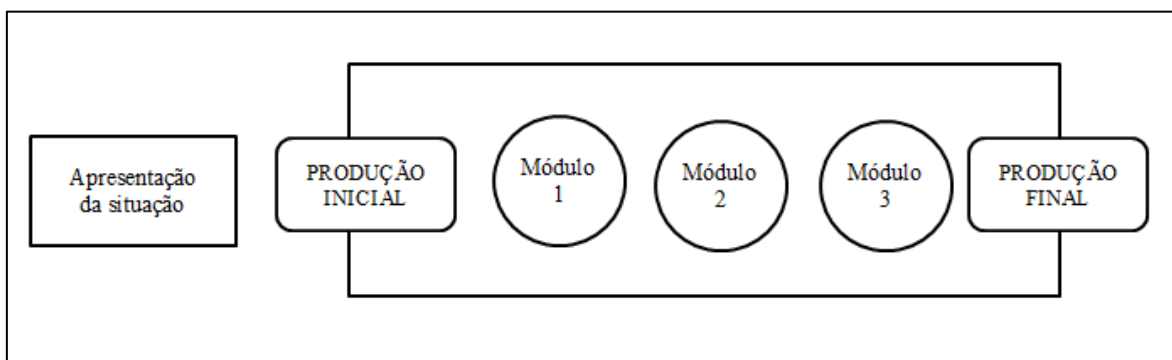 Apresentação
da situação
PRODUÇÃO
INICIAL
Módulo
1
Módulo
2
Módulo
3
PRODUÇÃO
FINAL